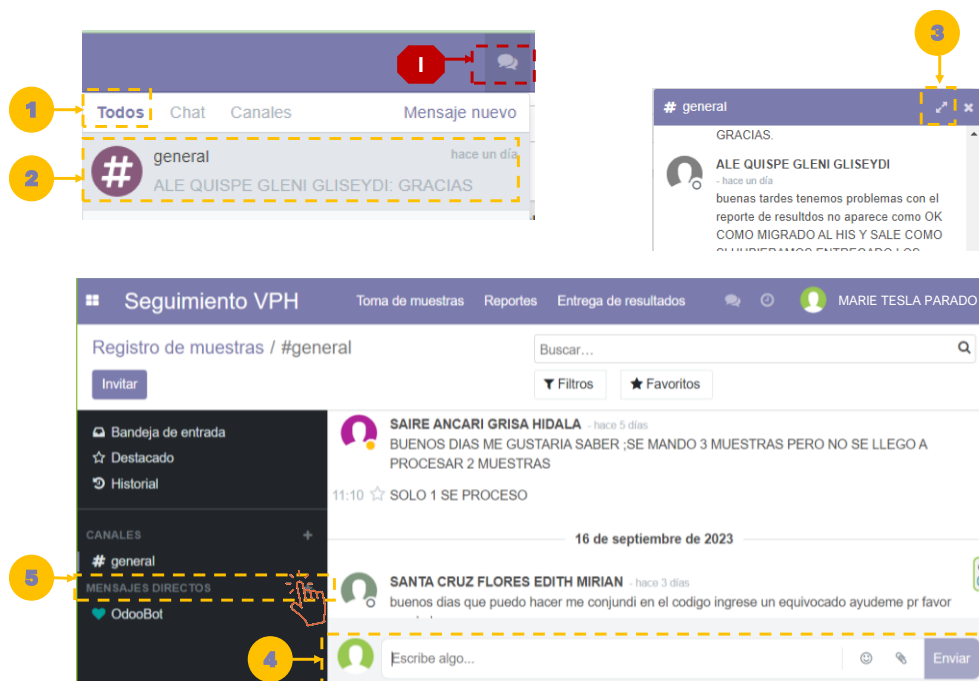 I
1
Todos Chat Canales Mensaje nuevo
2
# general hace un día
ALE QUISPE GLENI GLISEYDI: GRACIAS
3
# general
GRACIAS.
ALE QUISPE GLENI GLISEYDI
- hace un día
buenas tardes tenemos problemas con el
reporte de resultdos no aparece como OK
COMO MIGRADO AL HIS Y SALE COMO
Seguimiento VPH Toma de muestras Reportes Entrega de resultados MARIE TESLA PARADO
Registro de muestras / #general
Buscar...
Invitar
Filtros Favoritos
Bandeja de entrada
Destacado
Historial
CANALES +
# general
5
MENSAJES DIRECTOS
OdooBot
SAIRE ANCARI GRISA HIDALA - hace 5 días
BUENOS DIAS ME GUSTARIA SABER ;SE MANDO 3 MUESTRAS PERO NO SE LLEGO A
PROCESAR 2 MUESTRAS
11:10 SOLO 1 SE PROCESO
16 de septiembre de 2023
SANTA CRUZ FLORES EDITH MIRIAN - hace 3 días
buenos dias que puedo hacer me conjundi en el codigo ingrese un equivocado ayudeme pr favor
4
Escribe algo... Enviar